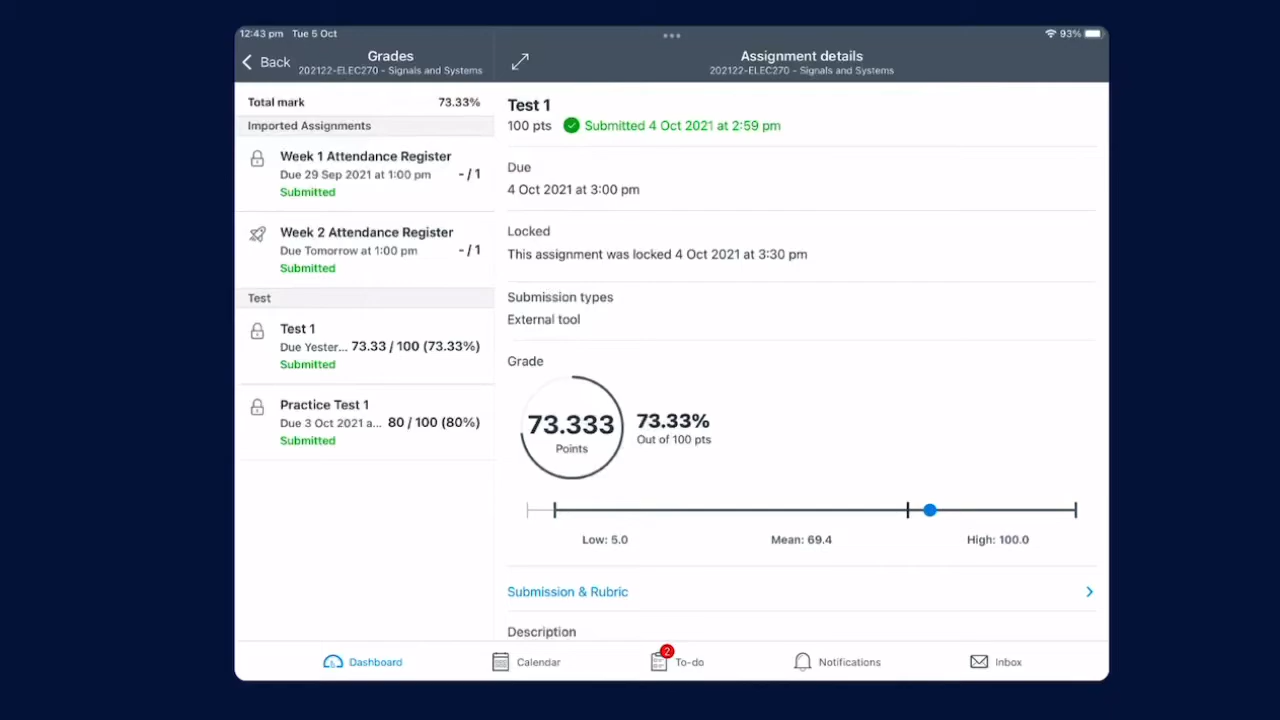 12:43 pm Tue 5 Oct
93%
Back
Grades
202122-ELEC270 - Signals and Systems
Assignment details
202122-ELEC270 - Signals and Systems
Total mark 73.33%
Imported Assignments
Week 1 Attendance Register
Due 29 Sep 2021 at 1:00 pm - / 1
Submitted
Week 2 Attendance Register
Due Tomorrow at 1:00 pm - / 1
Submitted
Test
Test 1
Due Yester... 73.33 / 100 (73.33%)
Submitted
Practice Test 1
Due 3 Oct 2021 a... 80 / 100 (80%)
Submitted
Test 1
100 pts Submitted 4 Oct 2021 at 2:59 pm
Due
4 Oct 2021 at 3:00 pm
Locked
This assignment was locked 4 Oct 2021 at 3:30 pm
Submission types
External tool
Grade
73.333
Points
73.33%
Out of 100 pts
Low: 5.0 Mean: 69.4 High: 100.0
Submission & Rubric
Description
Dashboard Calendar 2 To-do Notifications Inbox